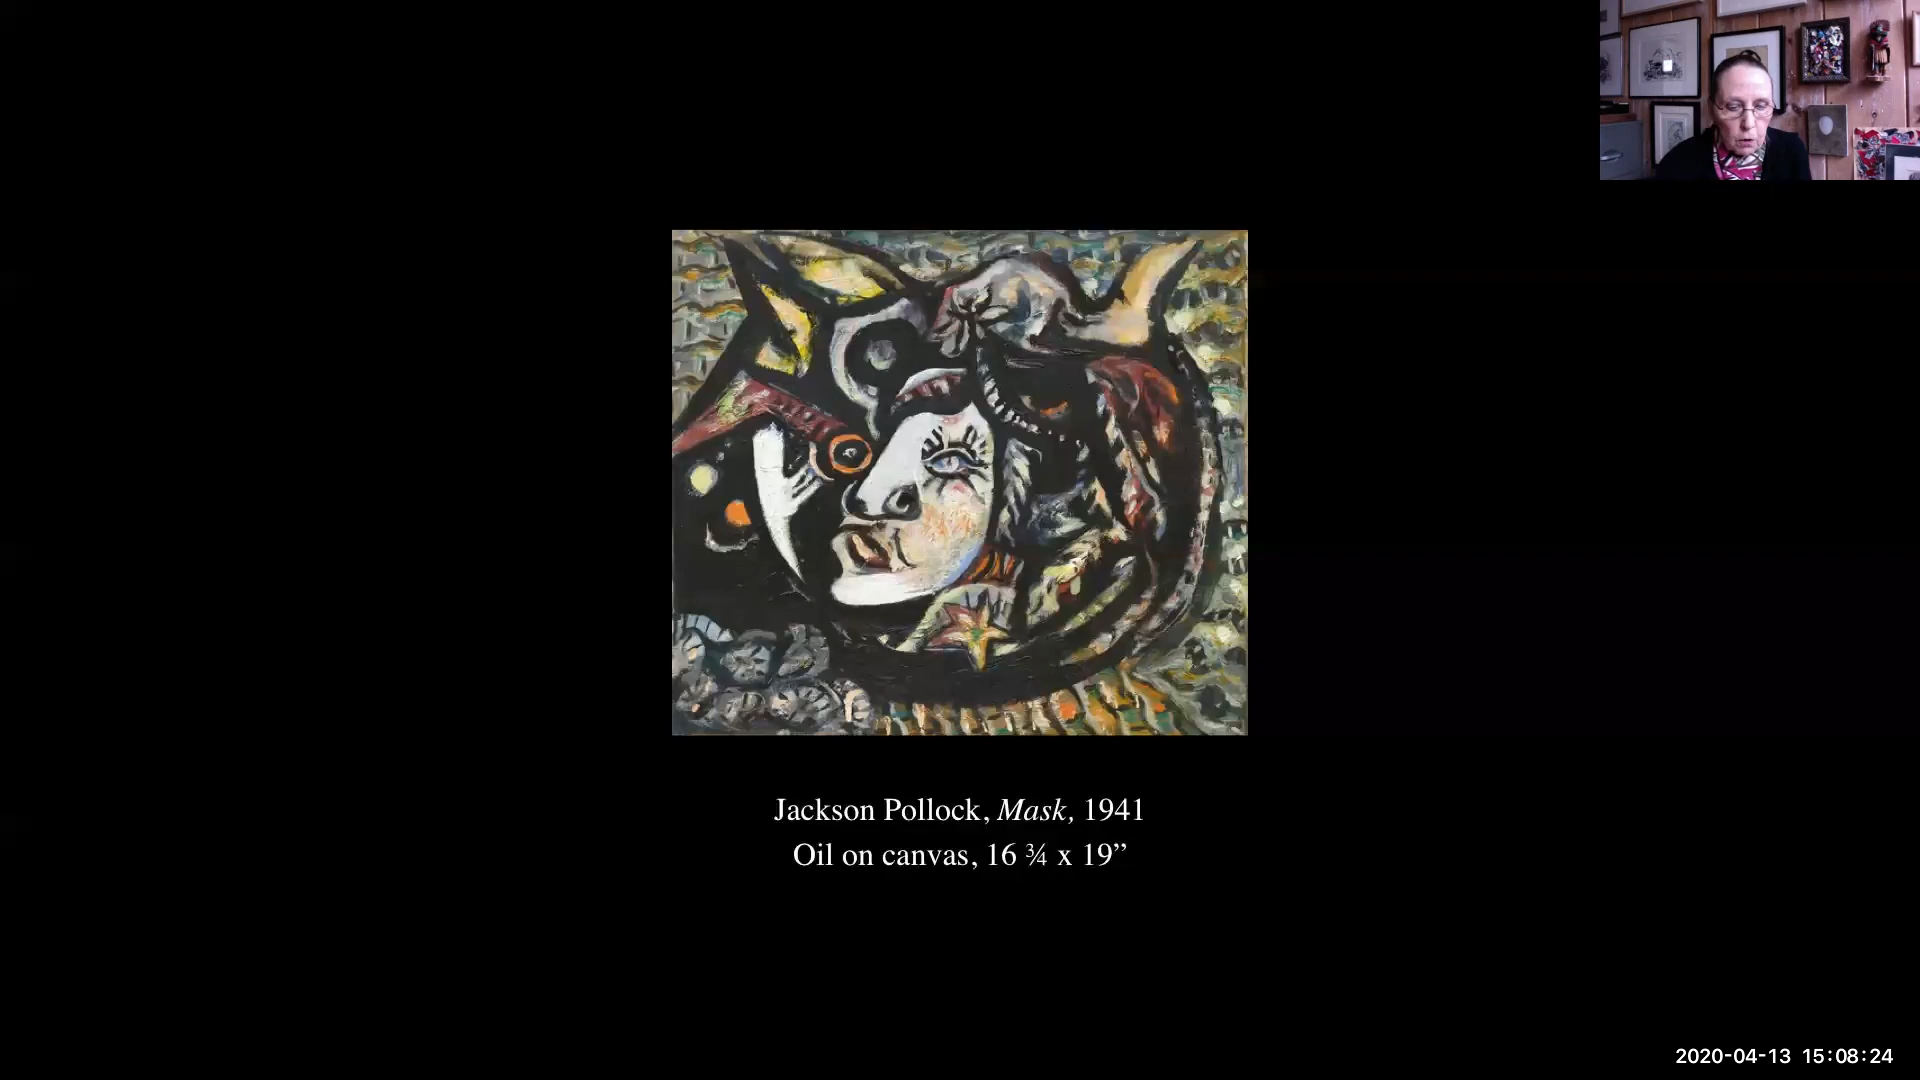 Jackson Pollock, Mask, 1941
Oil on canvas, 16 ¾ x 19”
2020-04-13 15:08:24